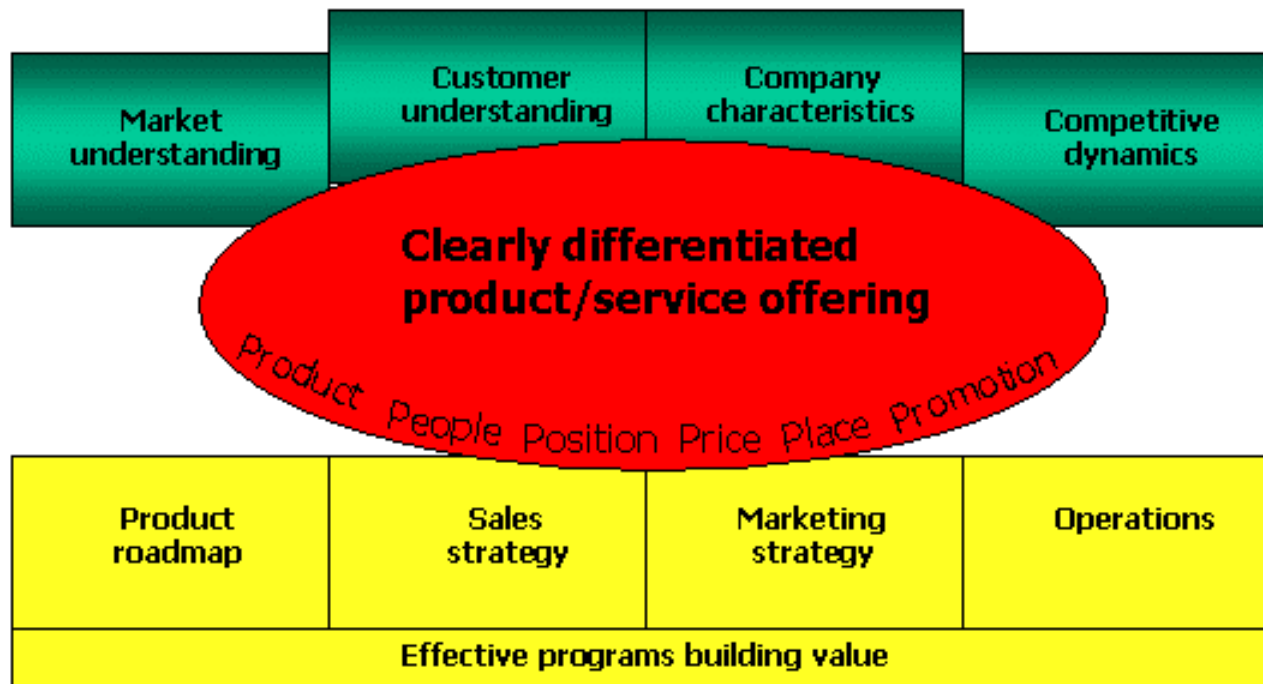 Market
understanding
Customer
understanding
Company
characteristics
Competitive
dynamics
Clearly differentiated
product/service offering
Product People Position Price Place Promotion
Product
roadmap
Sales
strategy
Marketing
strategy
Operations
Effective programs building value